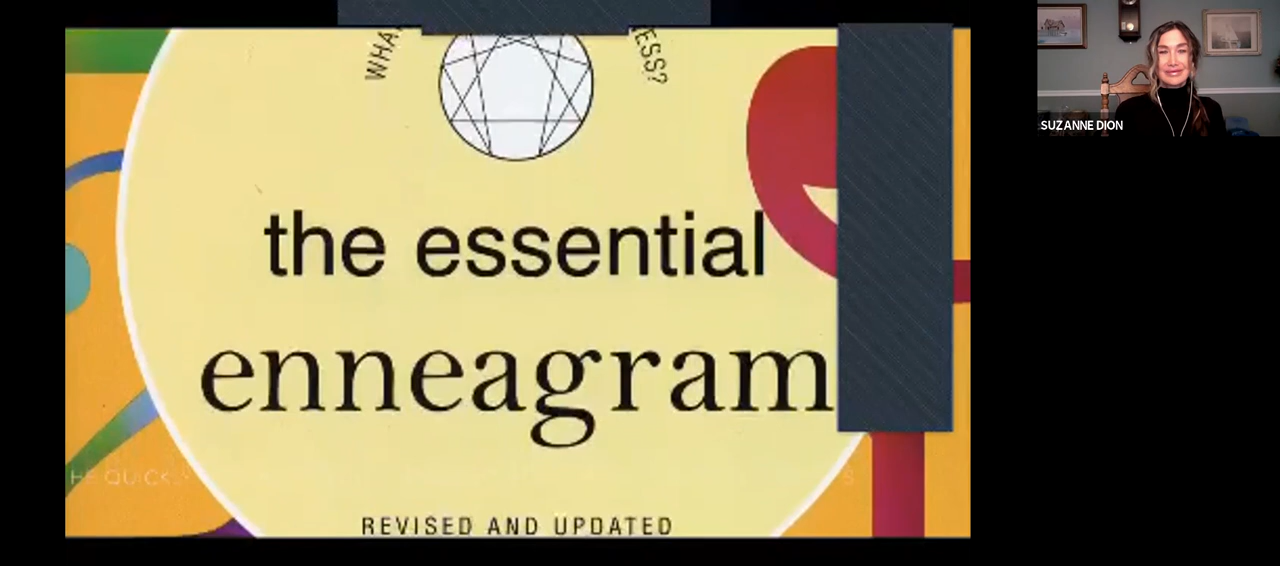 SUZANNE DION
the essential
enneagram
REVISED AND UPDATED